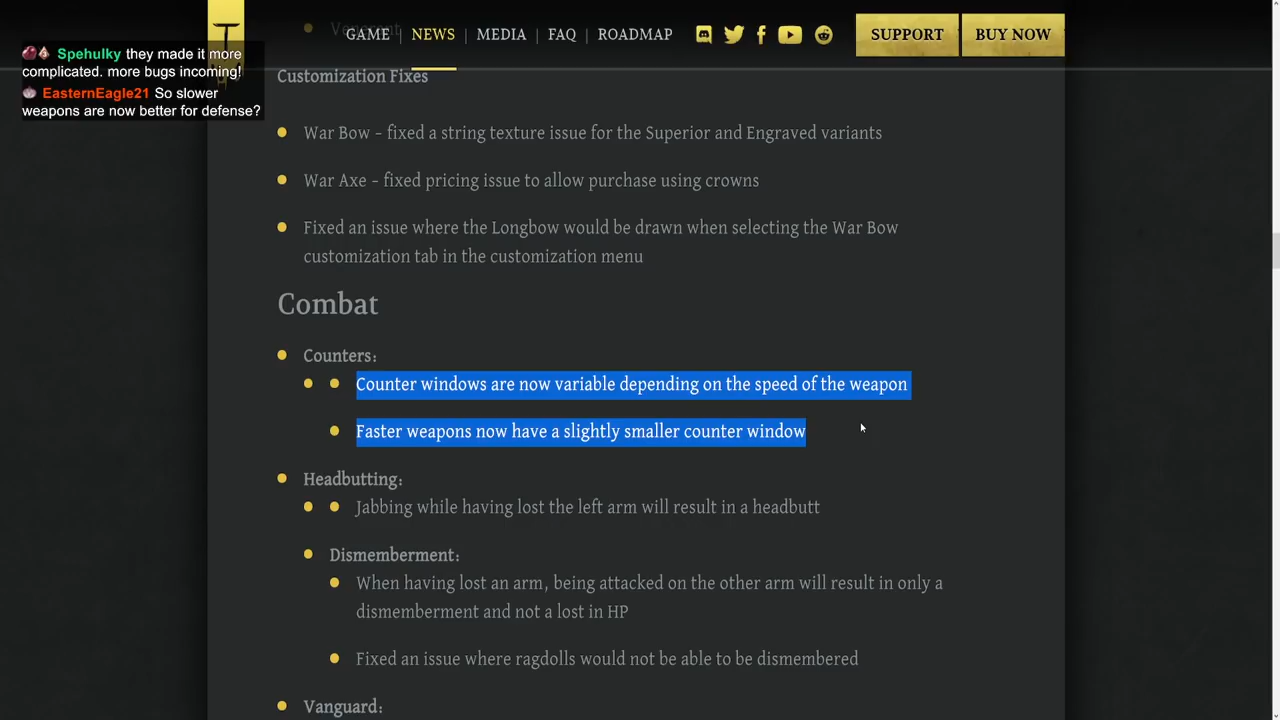 Venerent
GAME | NEWS | MEDIA | FAQ | ROADMAP
SUPPORT
BUY NOW
Spehulky they made it more
complicated. more bugs incoming!
EasternEagle21 So slower
weapons are now better for defense?
Customization Fixes
War Bow – fixed a string texture issue for the Superior and Engraved variants
War Axe – fixed pricing issue to allow purchase using crowns
Fixed an issue where the Longbow would be drawn when selecting the War Bow
customization tab in the customization menu
Combat
Counters:
Counter windows are now variable depending on the speed of the weapon
Faster weapons now have a slightly smaller counter window
Headbutting:
Jabbing while having lost the left arm will result in a headbutt
Dismemberment:
When having lost an arm, being attacked on the other arm will result in only a
dismemberment and not a lost in HP
Fixed an issue where ragdolls would not be able to be dismembered
Vanguard: